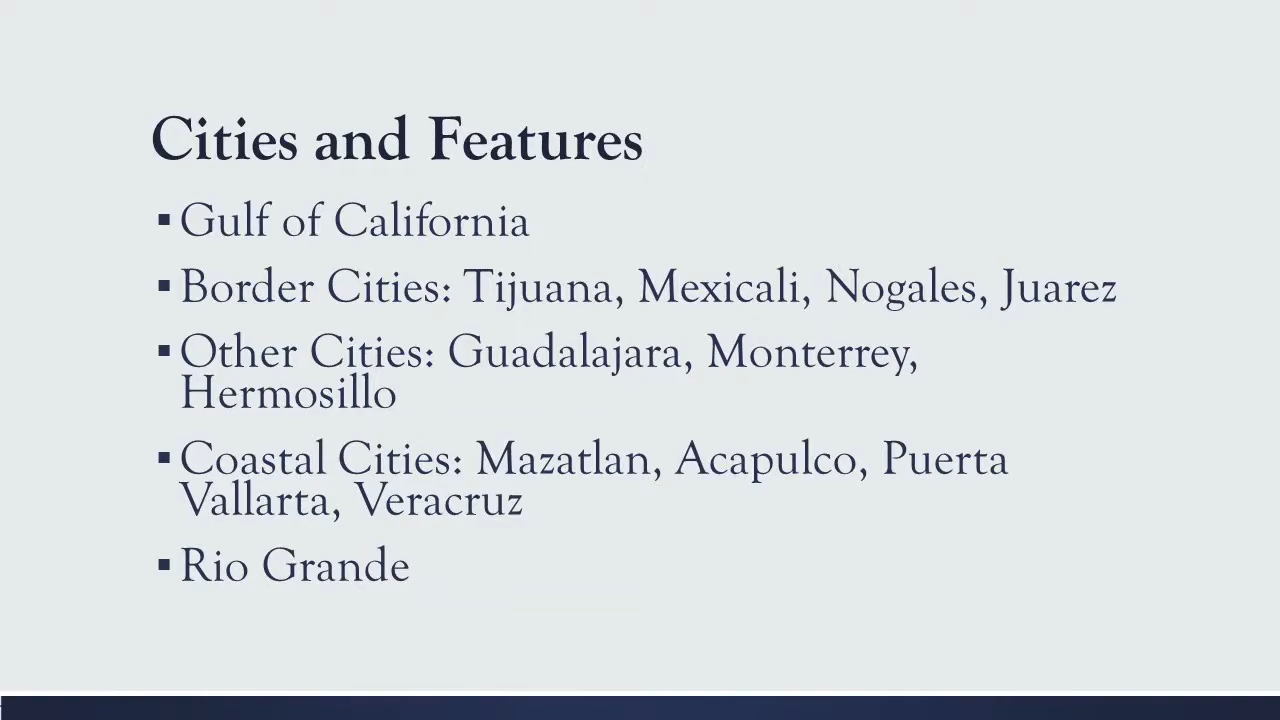 Cities and Features
▪ Gulf of California
▪ Border Cities: Tijuana, Mexicali, Nogales, Juarez
▪ Other Cities: Guadalajara, Monterrey,
Hermosillo
▪ Coastal Cities: Mazatlan, Acapulco, Puerta
Vallarta, Veracruz
▪ Rio Grande